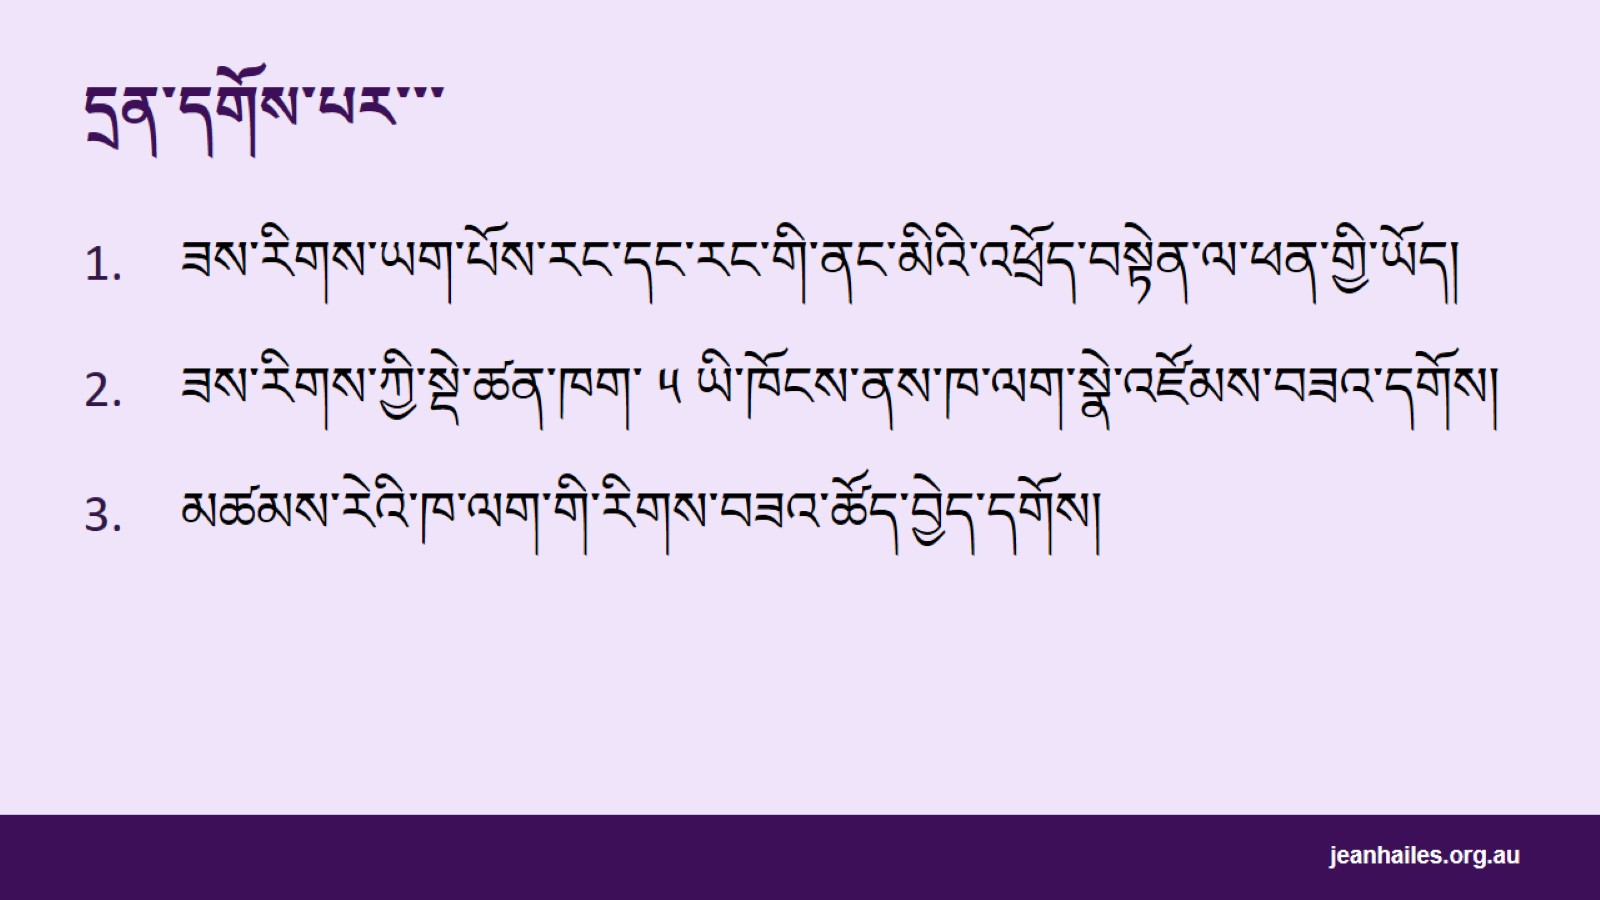 དྲན་དགོས་པར་་་
1. ཟས་རིགས་ཡག་པོས་རང་དང་རང་གི་ནང་མིའི་འཕྲོད་བསྟེན་ལ་ཕན་གྱི་ཡོད།
2. ཟས་རིགས་ཀྱི་སྡེ་ཚན་ཁག་ ༥ ཡི་ཁོངས་ནས་ཁ་ལག་སྣེ་འཛོམས་བཟའ་དགོས།
3. མཚམས་རེའི་ཁ་ལག་གི་རིགས་བཟའ་ཚོད་བྱེད་དགོས།
jeanhailes.org.au